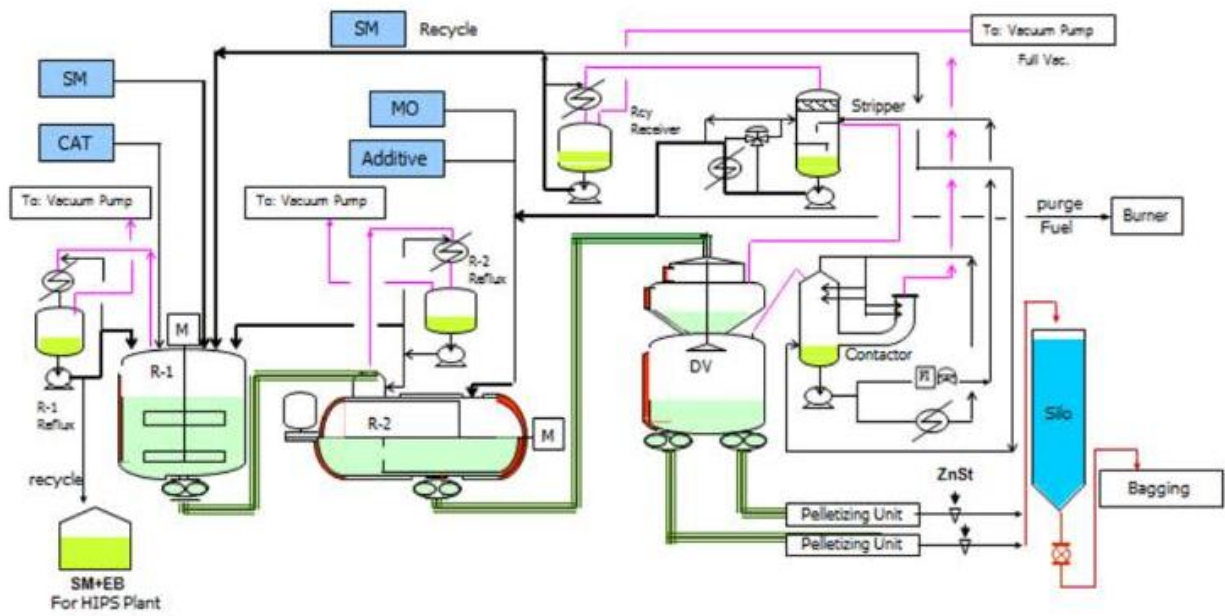 SM
Recycle
To: Vacuum Pump
Full Vac.
SM
MO
Rcy
Receiver
Stripper
CAT
Additive
To: Vacuum Pump
To: Vacuum Pump
purge
Fuel
Burner
R-2
Reflux
M
R-1
DV
Contactor
R-1
Reflux
R-2
M
Silo
recycle
ZnSt
Bagging
Pelletizing Unit
Pelletizing Unit
SM+EB
For HIPS Plant